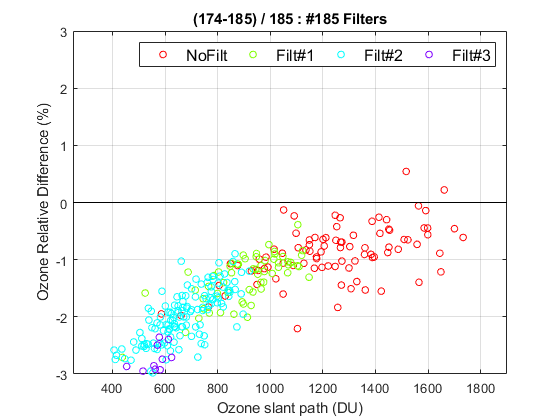 (174-185) / 185 : #185 Filters
NoFilt Filt#1 Filt#2 Filt#3
Ozone Relative Difference (%)
3
2
1
0
-1
-2
-3
400 600 800 1000 1200 1400 1600 1800
Ozone slant path (DU)